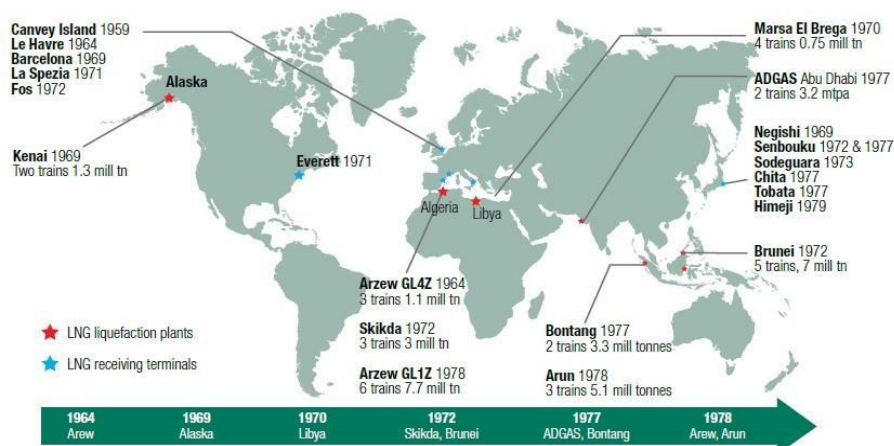 Canvey Island 1959
Le Havre 1964
Barcelona 1969
La Spezia 1971
Fos 1972
Alaska
Kenai 1969
Two trains 1.3 mill tn
Everett 1971
Marsa El Brega 1970
4 trains 0.75 mill tn
ADGAS Abu Dhabi 1977
2 trains 3.2 mtpa
Negishi 1969
Senbouku 1972 & 1977
Sodeguara 1973
Chita 1977
Tobata 1977
Himeji 1979
Algeria
Libya
Brunei 1972
5 trains, 7 mill tn
Arzew GL4Z 1964
3 trains 1.1 mill tn
Skikda 1972
3 trains 3 mill tn
Arzew GL1Z 1978
6 trains 7.7 mill tn
Bontang 1977
2 trains 3.3 mill tonnes
Arun 1978
3 trains 5.1 mill tonnes
LNG liquefaction plants
LNG receiving terminals
1964
Arew
1969
Alaska
1970
Libya
1972
Skikda, Brunei
1977
ADGAS, Bontang
1978
Arew, Arun